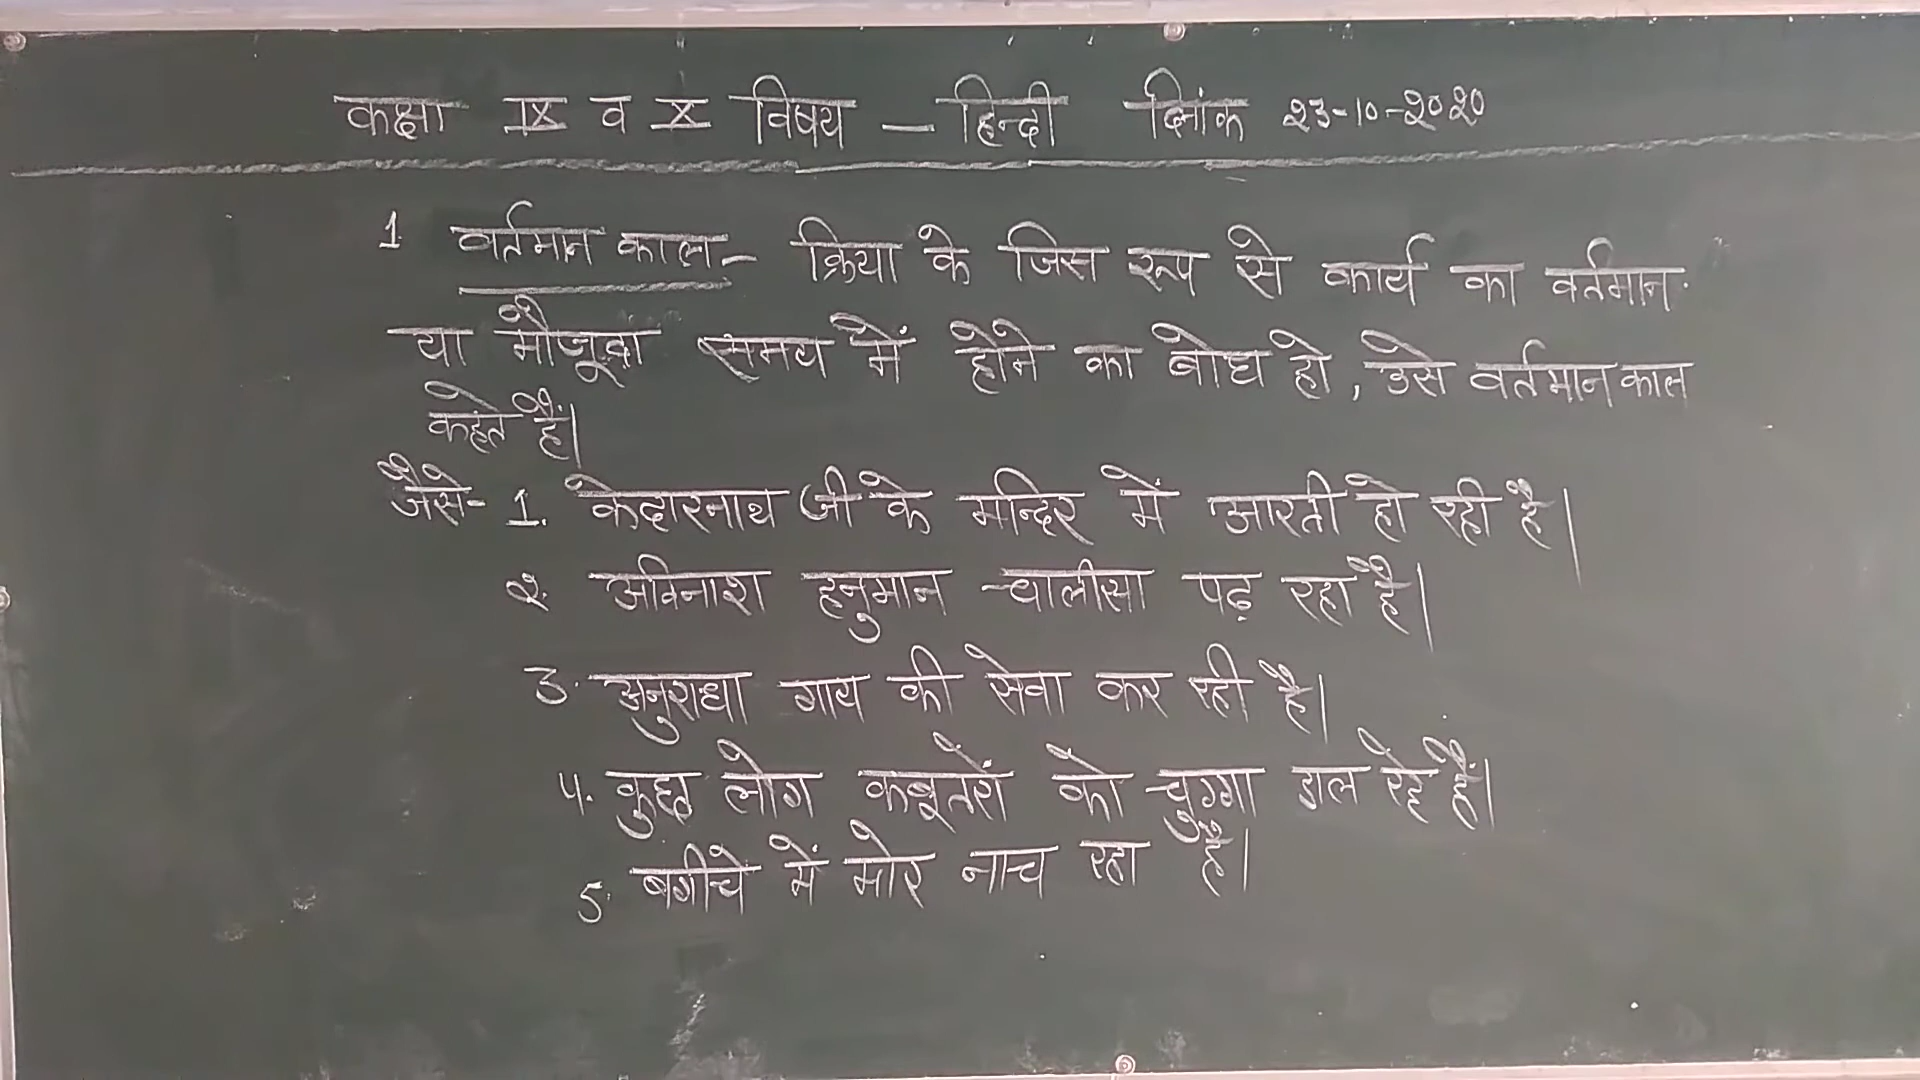 कक्षा IX व X विषय — हिन्दी दिनांक 23-10-2020
1 वर्तमान काल - क्रिया के जिस रूप से कार्य का वर्तमान
या मौजूदा समय में होने का बोध हो, उसे वर्तमान काल
कहते हैं।
जैसे- 1. केदारनाथ जी के मन्दिर में आरती हो रही है।
2. अविनाश हनुमान चालीसा पढ़ रहा है।
3. अनुराधा गाय की सेवा कर रही है।
4. कुछ लोग कबूतरों को चुग्गा डाल रहे हैं।
5. बगीचे में मोर नाच रहा है।